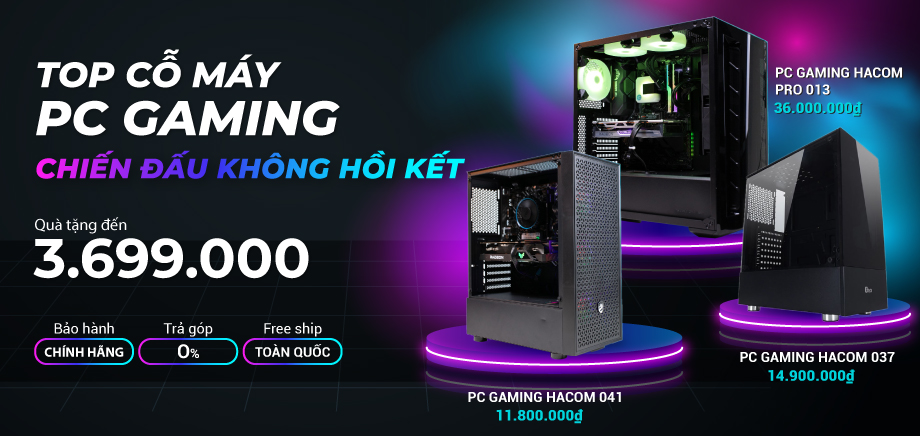 TOP CỖ MÁY
PC GAMING
CHIẾN ĐẤU KHÔNG HỒI KẾT
Quà tặng đến
3.699.000
Bảo hành
CHÍNH HÃNG
Trả góp
0%
Free ship
TOÀN QUỐC
PC GAMING HACOM
PRO 013
36.000.000₫
PC GAMING HACOM 037
14.900.000₫
PC GAMING HACOM 041
11.800.000₫
RADEON